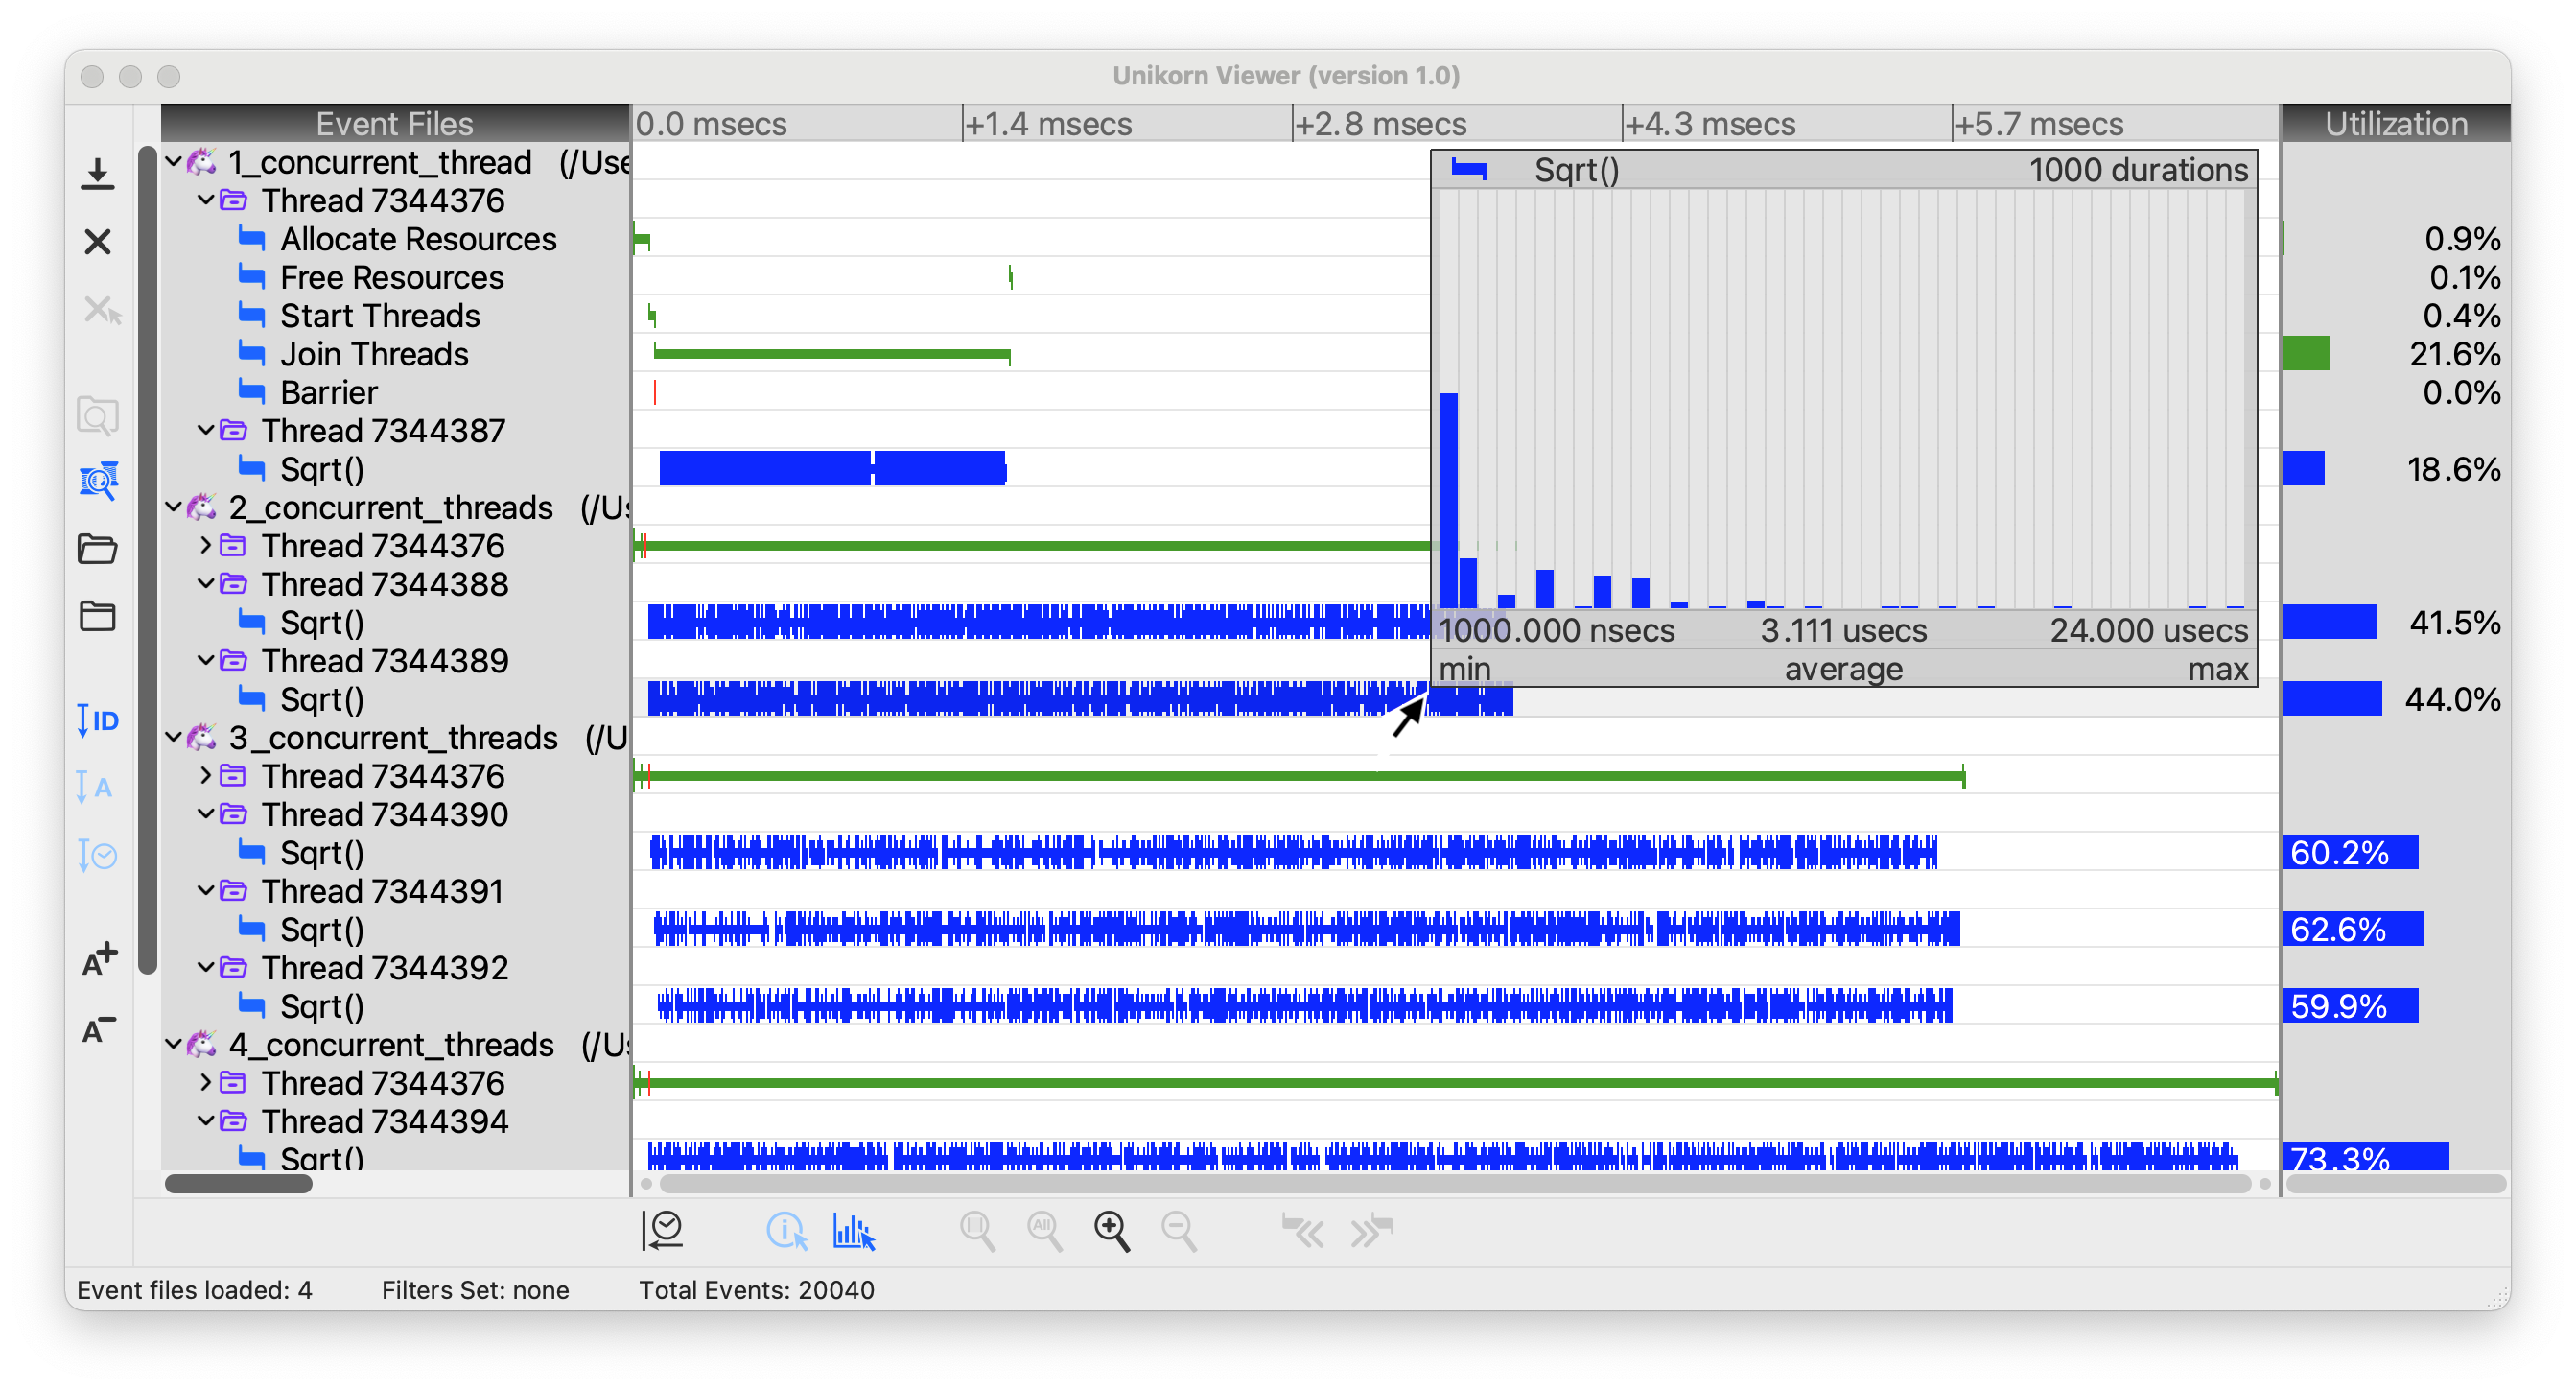 Unikorn Viewer (version 1.0)
Event Files
0.0 msecs
+1.4 msecs
+2.8 msecs
+4.3 msecs
+5.7 msecs
Utilization
1_concurrent_thread (/Use
Thread 7344376
Allocate Resources
0.9%
Free Resources
0.1%
Start Threads
0.4%
Join Threads
21.6%
Barrier
0.0%
Thread 7344387
Sqrt()
18.6%
2_concurrent_threads (/Us
Thread 7344376
Thread 7344388
Sqrt()
41.5%
Thread 7344389
Sqrt()
44.0%
3_concurrent_threads (/U
Thread 7344376
Thread 7344390
Sqrt()
60.2%
Thread 7344391
Sqrt()
62.6%
Thread 7344392
Sqrt()
59.9%
4_concurrent_threads (/Us
Thread 7344376
Thread 7344394
Sqrt()
73.3%
Sqrt()
1000 durations
1000.000 nsecs
3.111 usecs
24.000 usecs
min
average
max
ID
A
A+
A-
All
Event files loaded: 4
Filters Set: none
Total Events: 20040